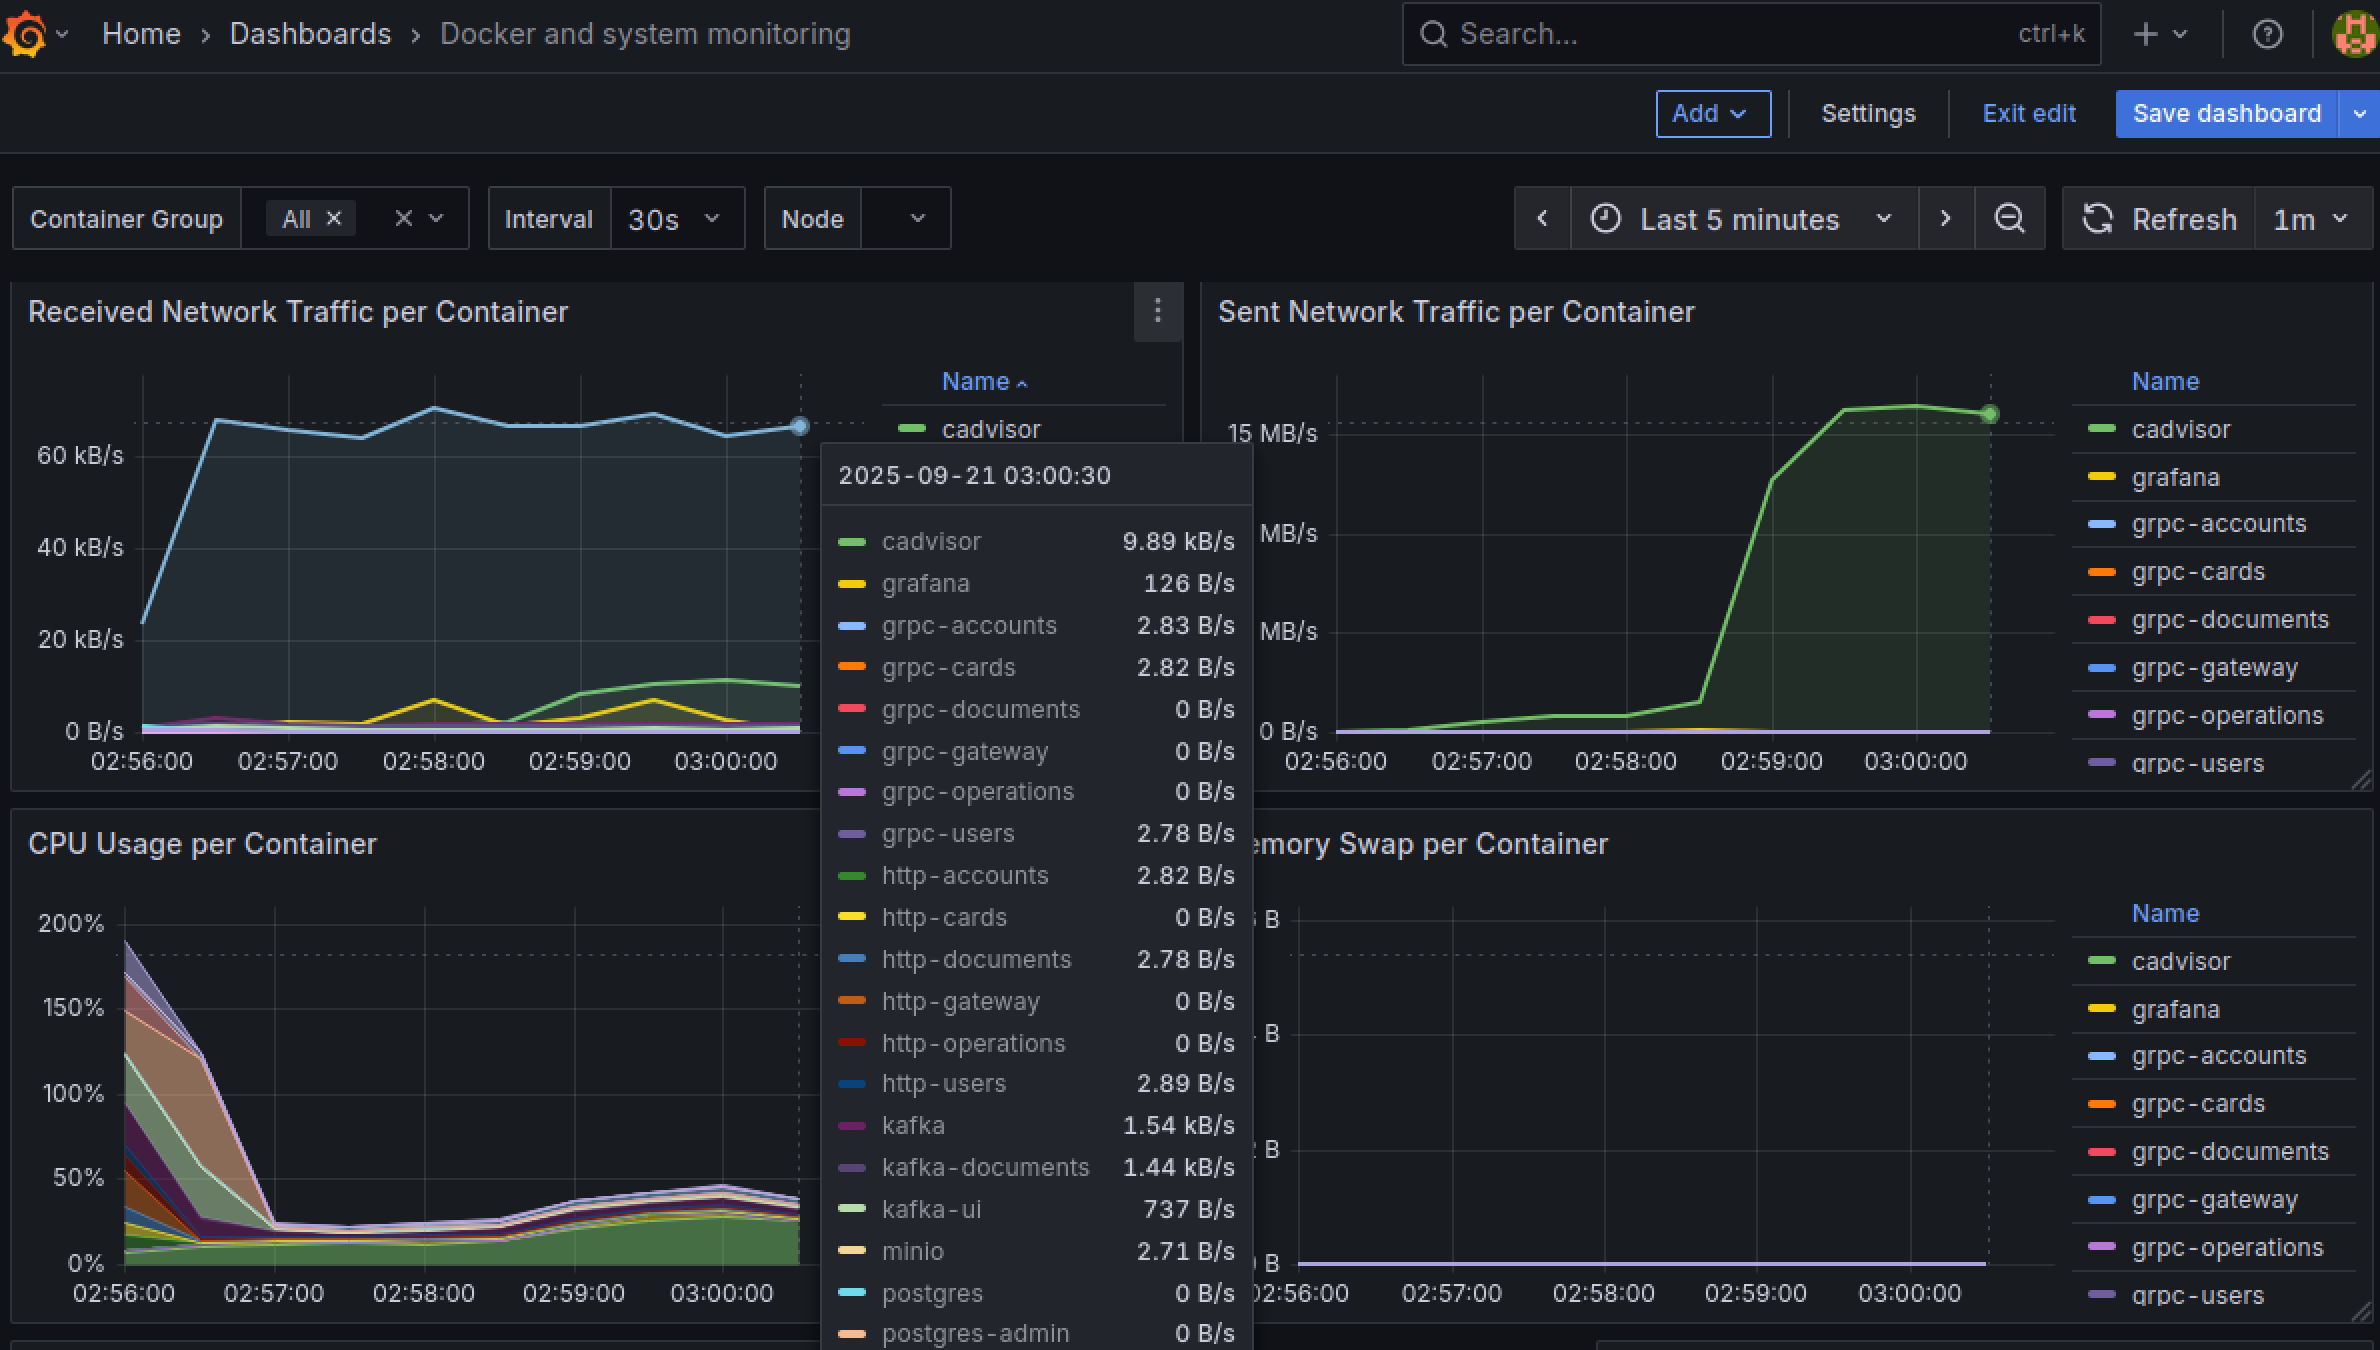 Home › Dashboards › Docker and system monitoring
Search...
ctrl+k
Add
Settings
Exit edit
Save dashboard
Container Group
All
Interval
30s
Node
Last 5 minutes
Refresh
1m
Received Network Traffic per Container
60 kB/s
40 kB/s
20 kB/s
0 B/s
02:56:00 02:57:00 02:58:00 02:59:00 03:00:00
Name
cadvisor
Sent Network Traffic per Container
15 MB/s
MB/s
MB/s
0 B/s
02:56:00 02:57:00 02:58:00 02:59:00 03:00:00
Name
cadvisor
grafana
grpc-accounts
grpc-cards
grpc-documents
grpc-gateway
grpc-operations
grpc-users
2025-09-21 03:00:30
cadvisor 9.89 kB/s
grafana 126 B/s
grpc-accounts 2.83 B/s
grpc-cards 2.82 B/s
grpc-documents 0 B/s
grpc-gateway 0 B/s
grpc-operations 0 B/s
grpc-users 2.78 B/s
http-accounts 2.82 B/s
http-cards 0 B/s
http-documents 2.78 B/s
http-gateway 0 B/s
http-operations 0 B/s
http-users 2.89 B/s
kafka 1.54 kB/s
kafka-documents 1.44 kB/s
kafka-ui 737 B/s
minio 2.71 B/s
postgres 0 B/s
postgres-admin 0 B/s
CPU Usage per Container
200%
150%
100%
50%
0%
02:56:00 02:57:00 02:58:00 02:59:00 03:00:00
emory Swap per Container
B
B
B
B
02:56:00 02:57:00 02:58:00 02:59:00 03:00:00
Name
cadvisor
grafana
grpc-accounts
grpc-cards
grpc-documents
grpc-gateway
grpc-operations
grpc-users